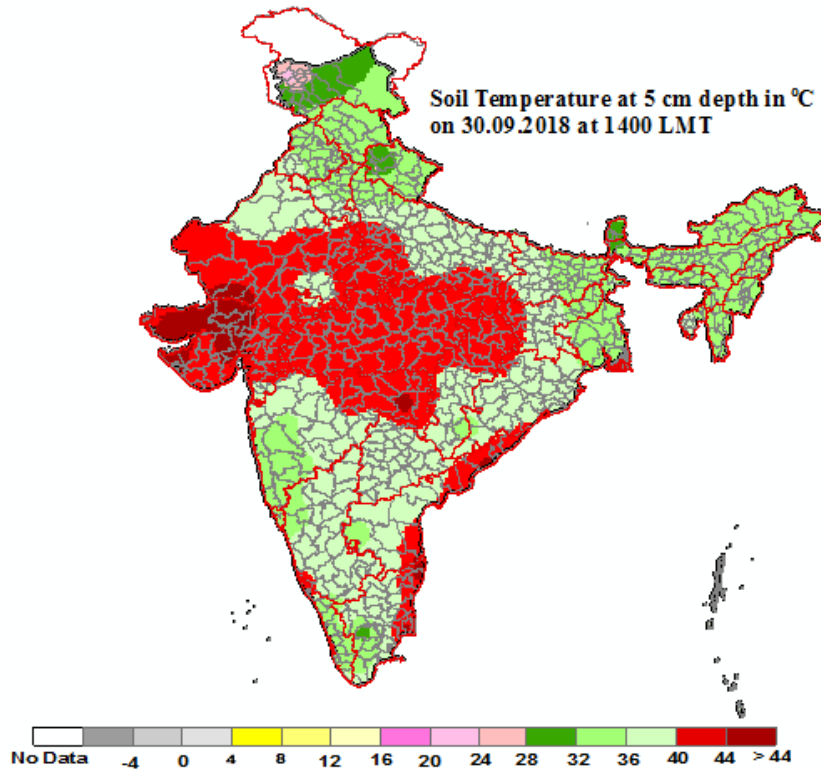 Soil Temperature at 5 cm depth in ⁰C
on 30.09.2018 at 1400 LMT
No Data -4 0 4 8 12 16 20 24 28 32 36 40 44 > 44